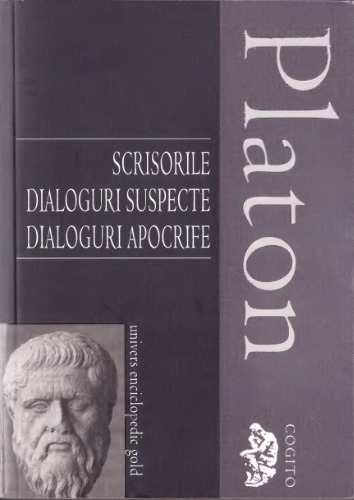 Platon
SCRISORILE
DIALOGURI SUSPECTE
DIALOGURI APOCRIFE
univers enciclopedic gold
COGITO